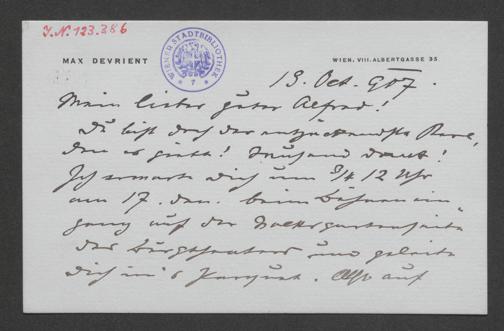 I.N. 123.386
WIENER STADTBIBLIOTHEK
MAX DEVRIENT
WIEN, VIII. ALBERTGASSE 35
13. Oct. 907.
Mein lieber guter Alfred!
Du bist doch der entzückendste Kerl,
den es giebt! Tausend Dank!
Ich erwarte Dich um 3/4 12 Uhr
am 17. den. beim Bühnenein-
gang auf der Volksgartenseite
des Burgtheaters und geleite
Dich in's Parquet. Also auf